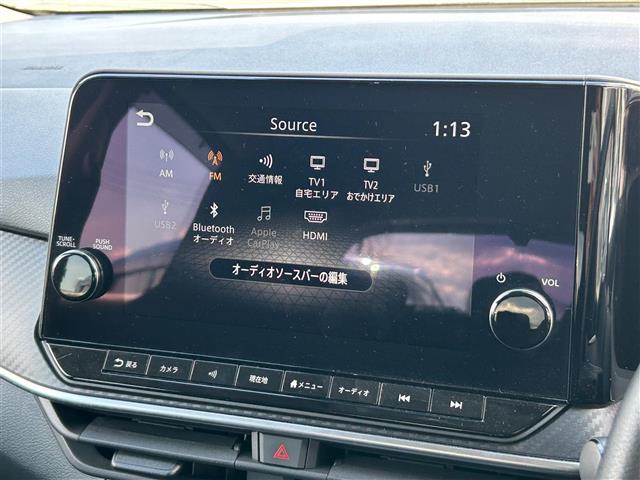 Source
1:13
AM
FM
交通情報
TV1
自宅エリア
TV2
おでかけエリア
USB1
USB2
Bluetooth
オーディオ
Apple
CarPlay
HDMI
オーディオソースバーの編集
TUNE·
SCROLL
PUSH
SOUND
VOL
戻る
カメラ
現在地
メニュー
オーディオ